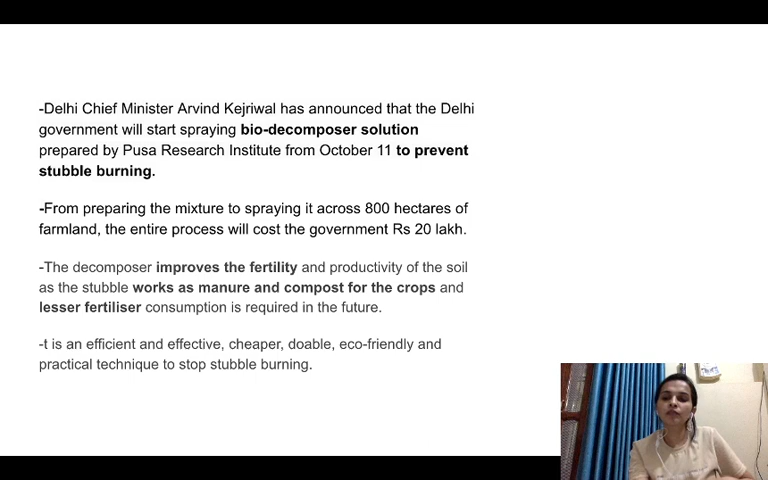 -Delhi Chief Minister Arvind Kejriwal has announced that the Delhi
government will start spraying bio-decomposer solution
prepared by Pusa Research Institute from October 11 to prevent
stubble burning.
-From preparing the mixture to spraying it across 800 hectares of
farmland, the entire process will cost the government Rs 20 lakh.
-The decomposer improves the fertility and productivity of the soil
as the stubble works as manure and compost for the crops and
lesser fertiliser consumption is required in the future.
-t is an efficient and effective, cheaper, doable, eco-friendly and
practical technique to stop stubble burning.